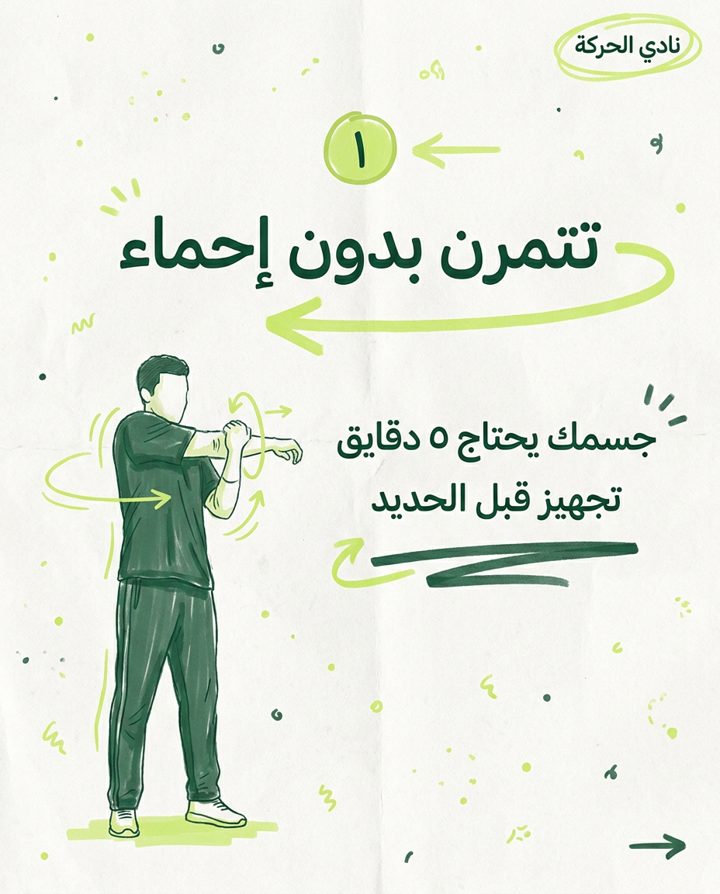 نادي الحركة
١
تتمرن بدون إحماء
جسمك يحتاج ٥ دقايق
تجهيز قبل الحديد